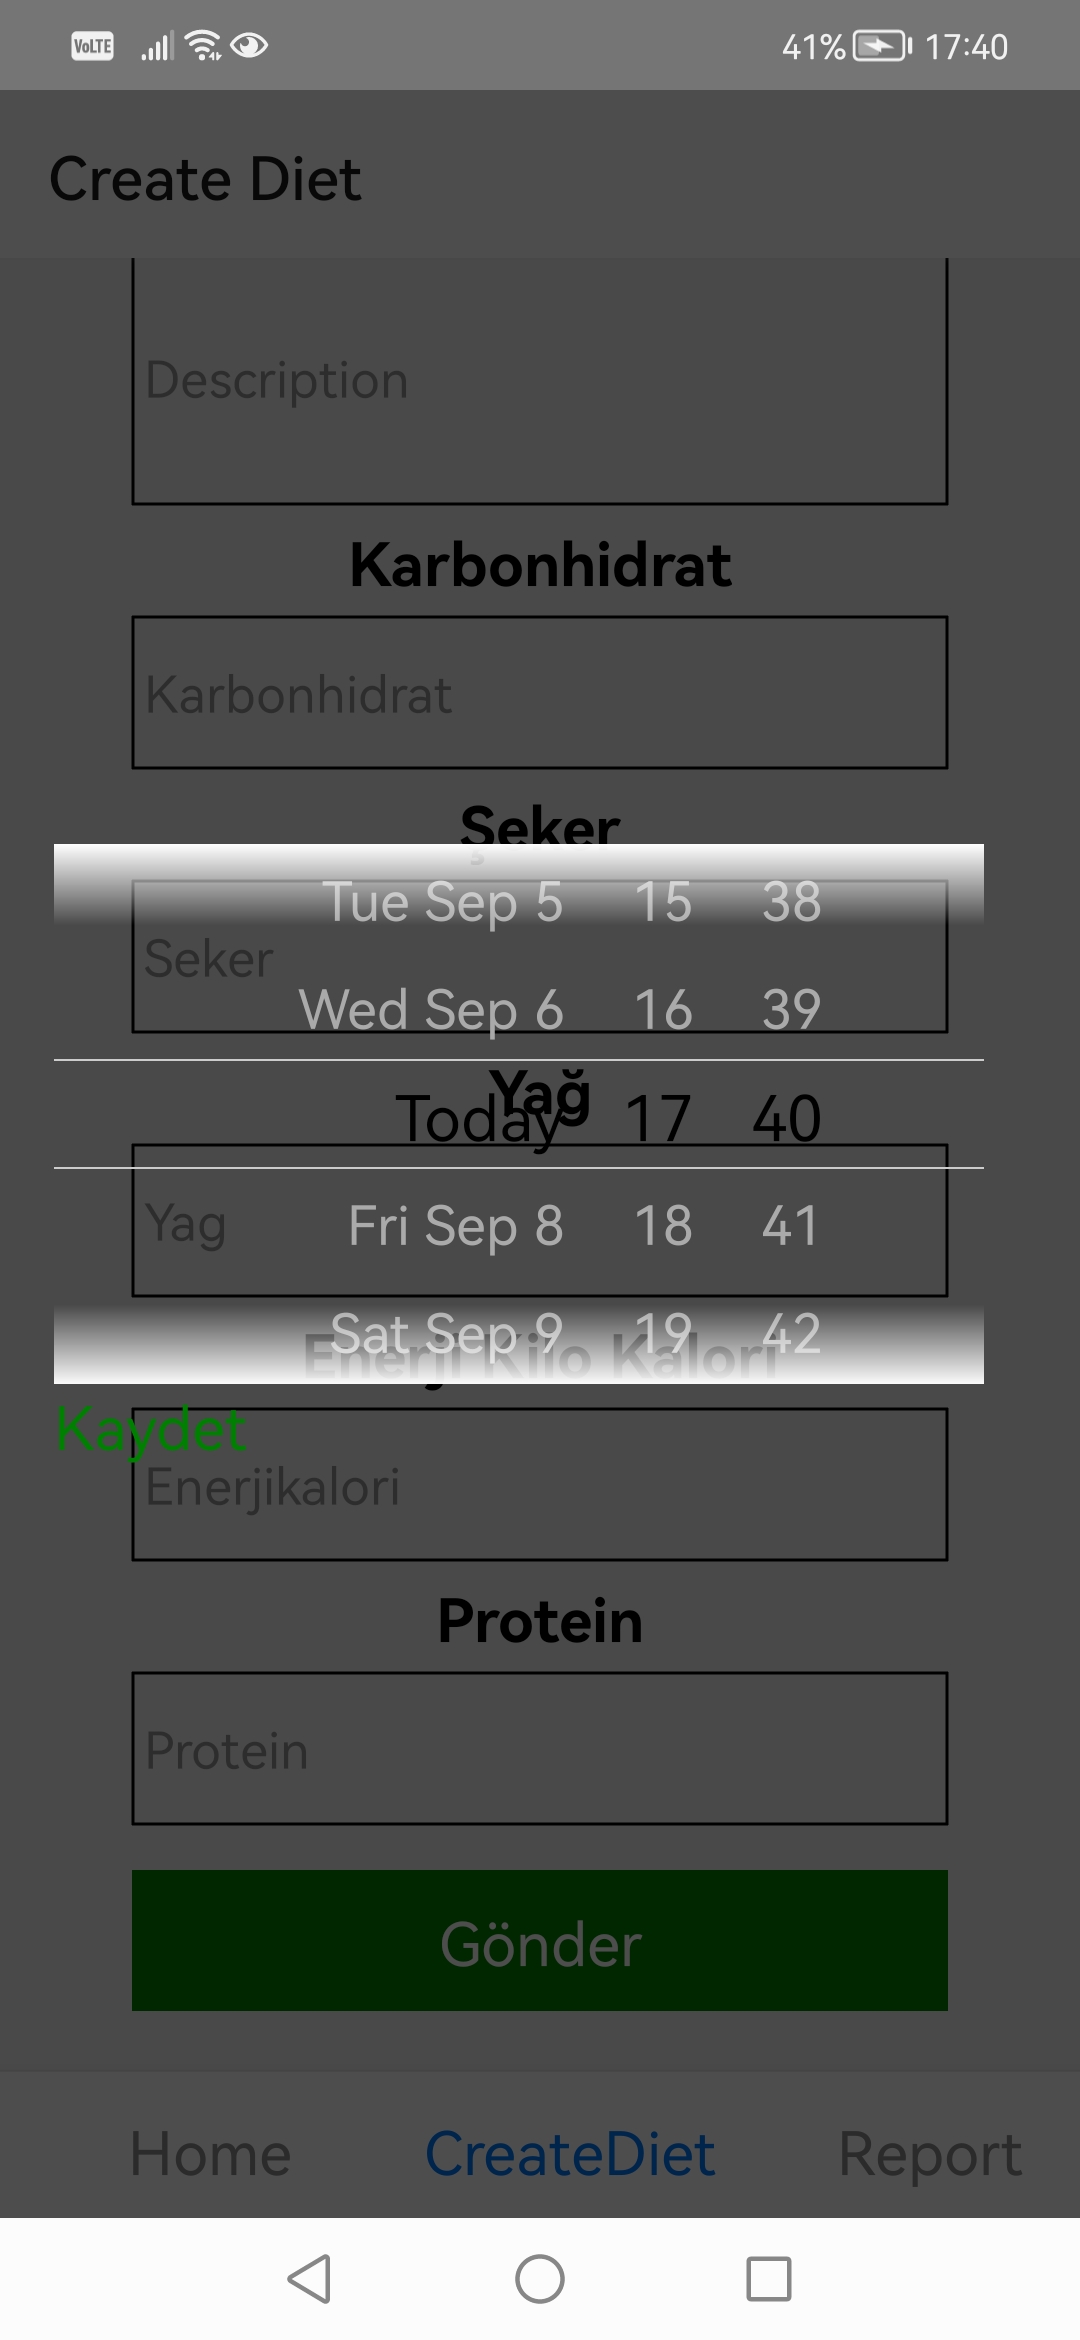 VoLTE 41% 17:40
Create Diet
Description
Karbonhidrat
Karbonhidrat
Şeker
Tue Sep 5 15 38
Seker
Wed Sep 6 16 39
Yağ
Today 17 40
Yag
Fri Sep 8 18 41
Sat Sep 9 19 42
Enerji Kilo Kalori
Kaydet
Enerjikalori
Protein
Protein
Gönder
Home CreateDiet Report